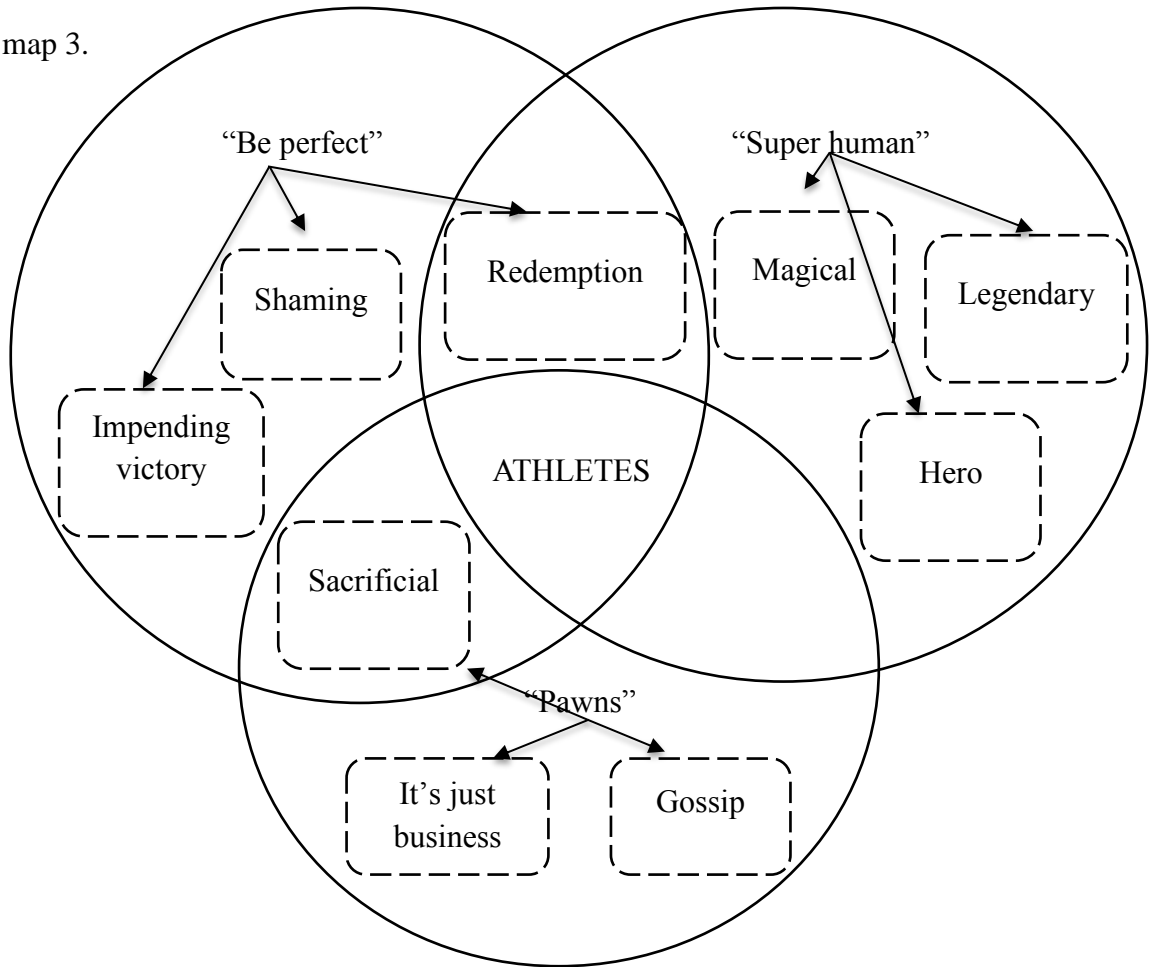 map 3.
“Be perfect”
“Super human”
Redemption
Magical
Shaming
Legendary
Impending
victory
ATHLETES
Hero
Sacrificial
“Pawns”
It’s just
business
Gossip